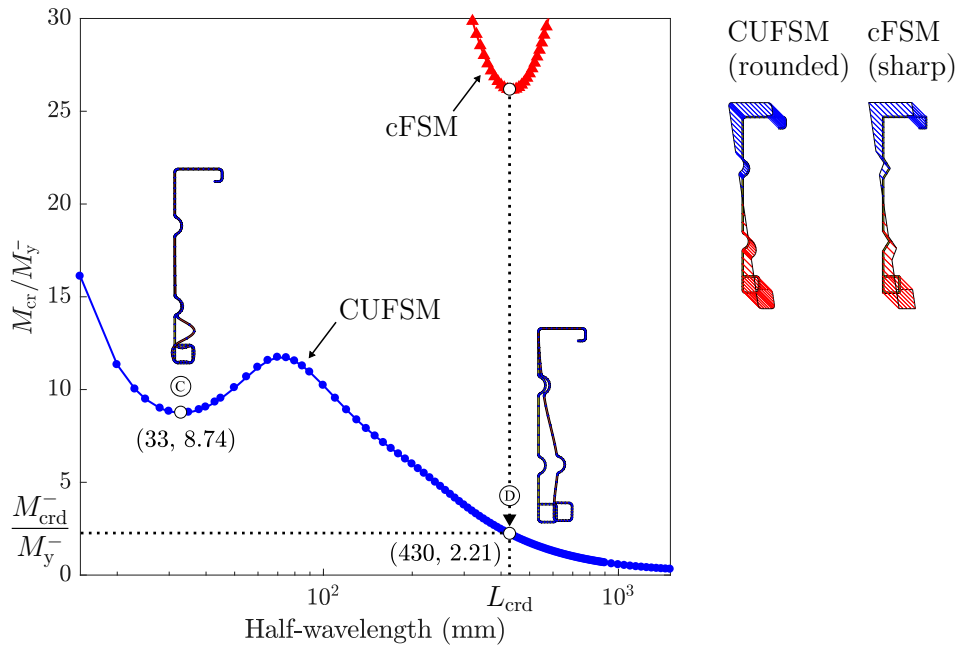 30
25
20
15
10
5
0
M_cr/M_y^-
M_crd^-
M_y^-
cFSM
CUFSM
C
(33, 8.74)
D
(430, 2.21)
10^2
L_crd
10^3
Half-wavelength (mm)
CUFSM
(rounded)
cFSM
(sharp)